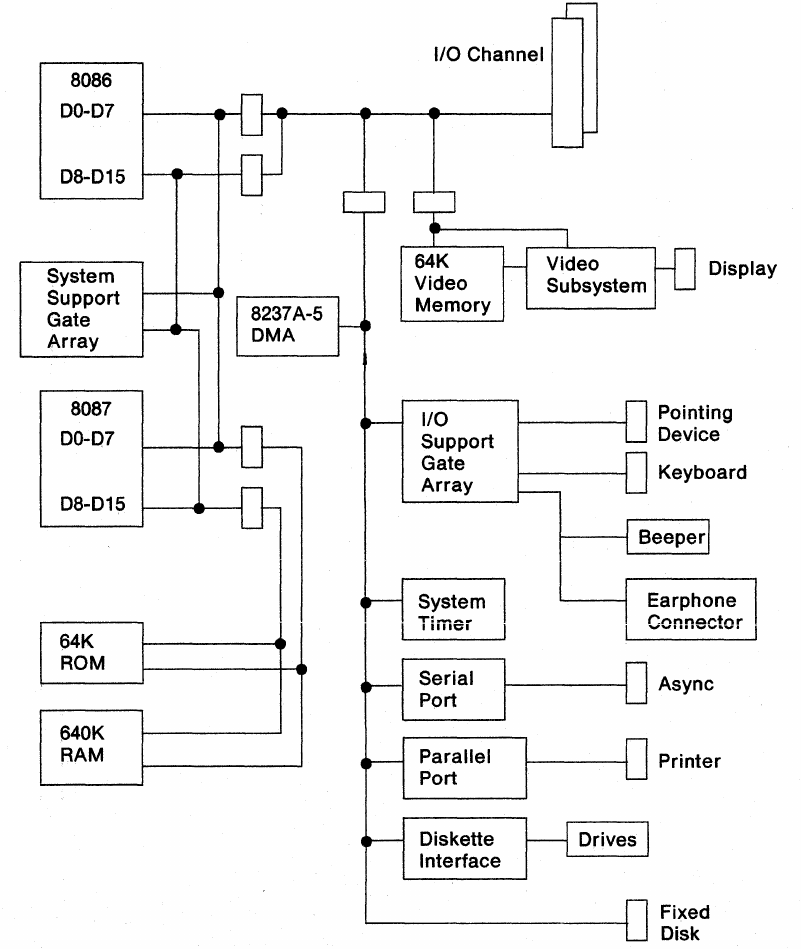 I/O Channel
8086
D0-D7
D8-D15
System
Support
Gate
Array
8237A-5
DMA
64K
Video
Memory
Video
Subsystem
Display
8087
D0-D7
D8-D15
I/O
Support
Gate
Array
Pointing
Device
Keyboard
Beeper
Earphone
Connector
System
Timer
64K
ROM
Serial
Port
Async
640K
RAM
Parallel
Port
Printer
Diskette
Interface
Drives
Fixed
Disk